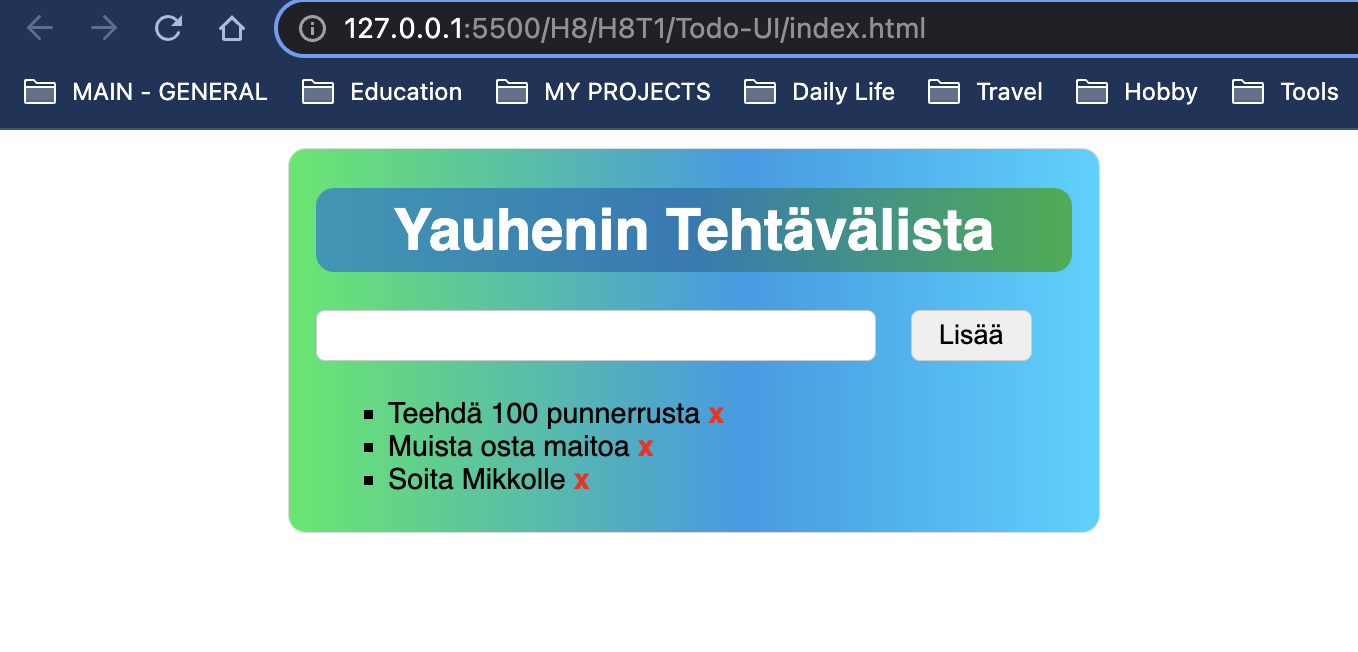 127.0.0.1:5500/H8/H8T1/Todo-UI/index.html
MAIN - GENERAL Education MY PROJECTS Daily Life Travel Hobby Tools
Yauhenin Tehtävälista
Lisää
Teehdä 100 punnerrusta x
Muista osta maitoa x
Soita Mikkolle x